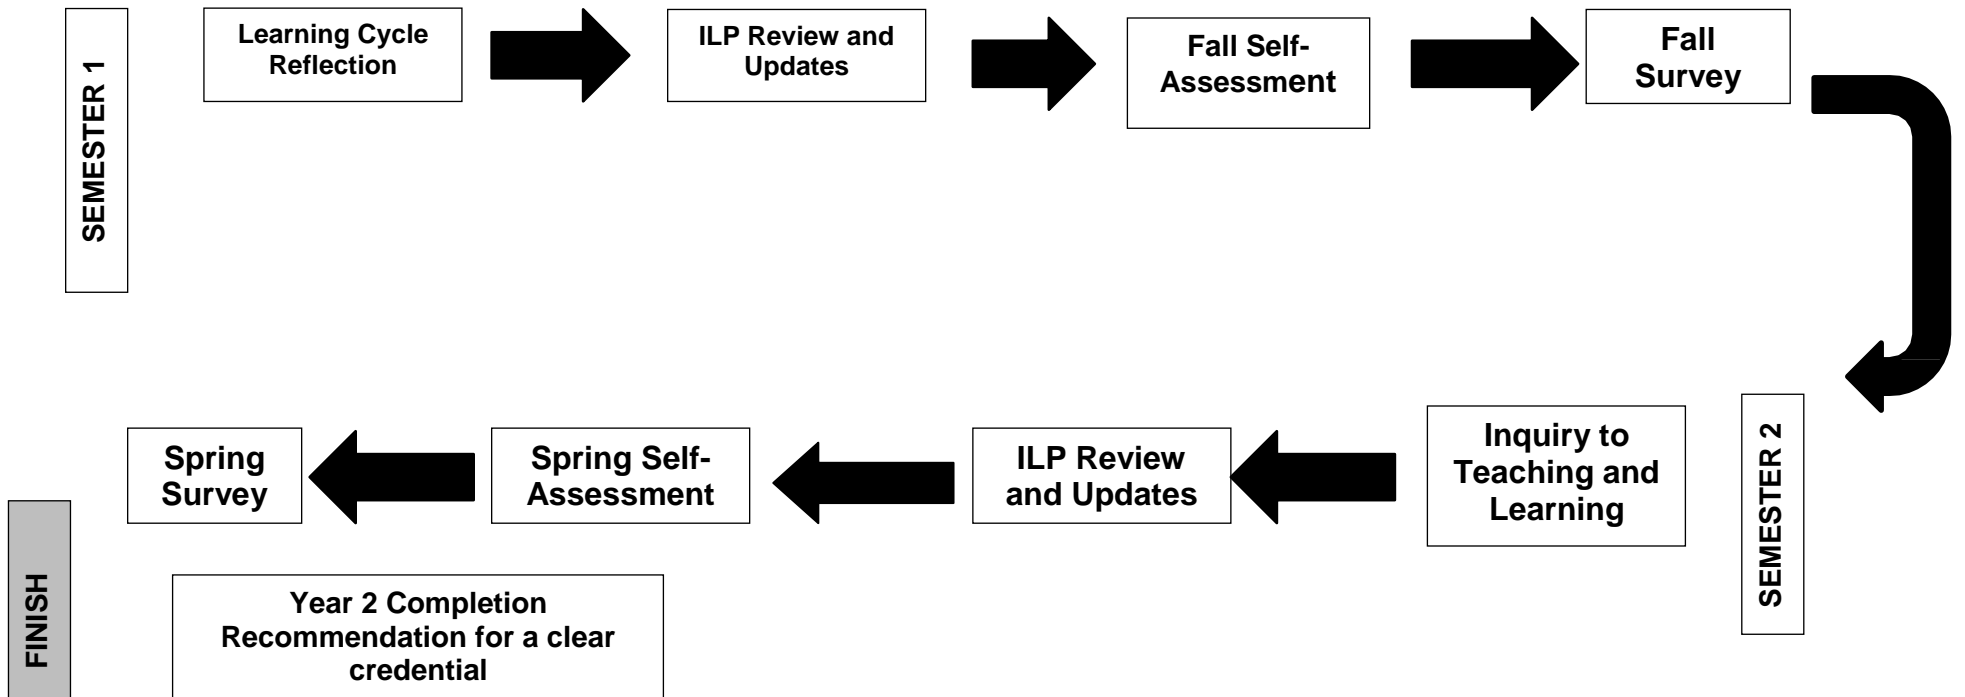 SEMESTER 1
Learning Cycle
Reflection
ILP Review and
Updates
Fall Self-
Assessment
Fall
Survey
SEMESTER 2
Inquiry to
Teaching and
Learning
ILP Review
and Updates
Spring Self-
Assessment
Spring
Survey
FINISH
Year 2 Completion
Recommendation for a clear
credential